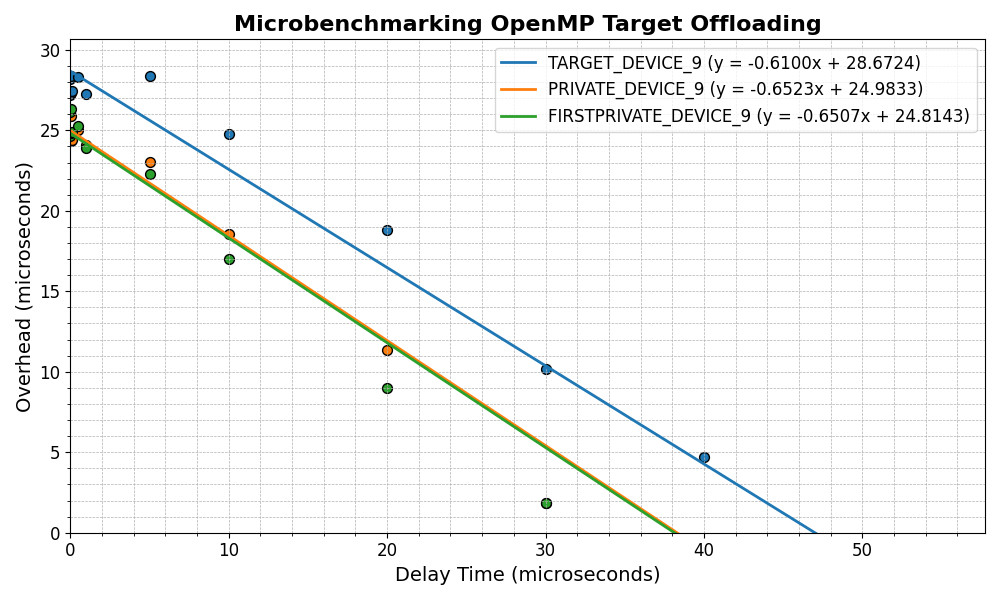 Microbenchmarking OpenMP Target Offloading
TARGET_DEVICE_9 (y = -0.6100x + 28.6724)
PRIVATE_DEVICE_9 (y = -0.6523x + 24.9833)
FIRSTPRIVATE_DEVICE_9 (y = -0.6507x + 24.8143)
Overhead (microseconds)
30
25
20
15
10
5
0
0 10 20 30 40 50
Delay Time (microseconds)